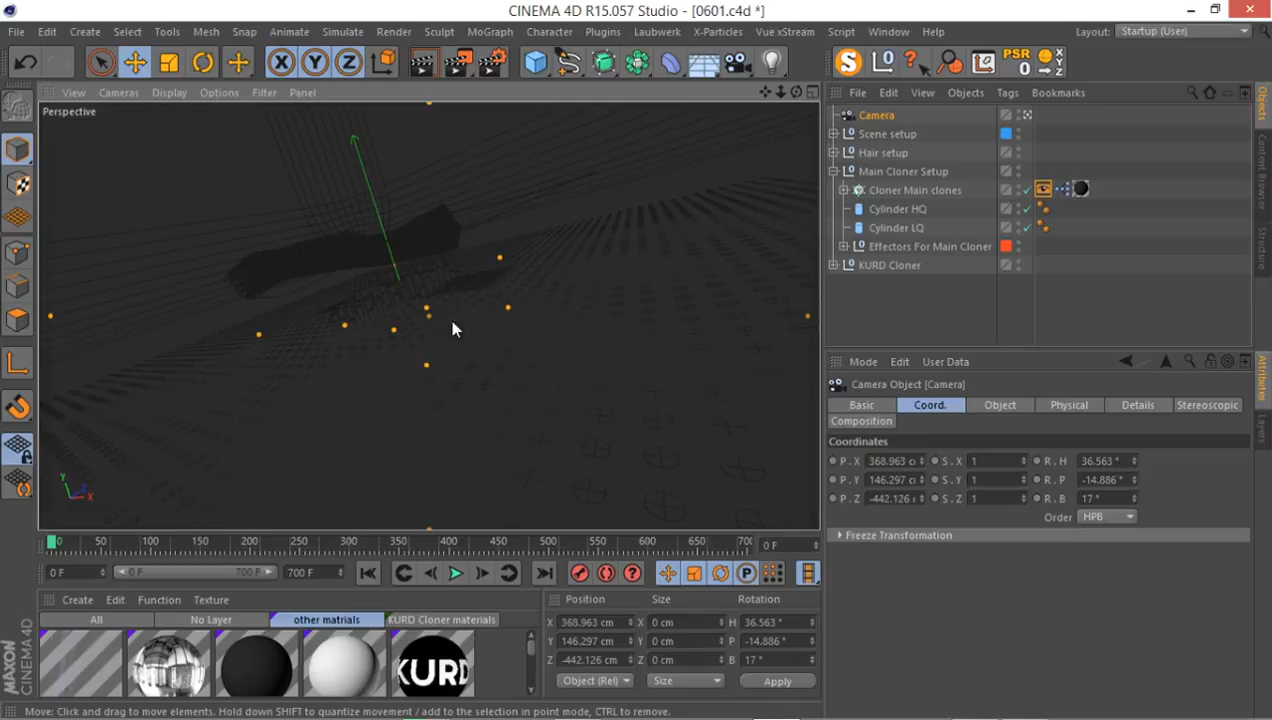 CINEMA 4D R15.057 Studio - [0601.c4d *]
File Edit Create Select Tools Mesh Snap Animate Simulate Render Sculpt MoGraph Character Plugins Laubwerk X-Particles Vue xStream Script Window Help Layout: Startup (User)
X Y Z S 0 ? PSR 0
View Cameras Display Options Filter Panel
File Edit View Objects Tags Bookmarks
Perspective
Camera
Scene setup
Hair setup
Main Cloner Setup
Cloner Main clones
Cylinder HQ
Cylinder LQ
Effectors For Main Cloner
KURD Cloner
Objects
Content Browser
Structure
Mode Edit User Data
Camera Object [Camera]
Basic Coord. Object Physical Details Stereoscopic
Composition
Coordinates
P . X 368.963 c S . X 1 R . H 36.563 °
P . Y 146.297 c S . Y 1 R . P -14.886 °
P . Z -442.126 c S . Z 1 R . B 17 °
Order HPB
Freeze Transformation
Attributes
Layers
Y Z X
0 50 100 150 200 250 300 350 400 450 500 550 600 650 700 0 F
0 F 0 F 700 F 700 F
Create Edit Function Texture
All No Layer other matrials KURD Cloner materials
KURD
Position Size Rotation
X 368.963 cm X 0 cm H 36.563 °
Y 146.297 cm Y 0 cm P -14.886 °
Z -442.126 cm Z 0 cm B 17 °
Object (Rel) Size Apply
MAXON CINEMA 4D
Move: Click and drag to move elements. Hold down SHIFT to quantize movement / add to the selection in point mode, CTRL to remove.